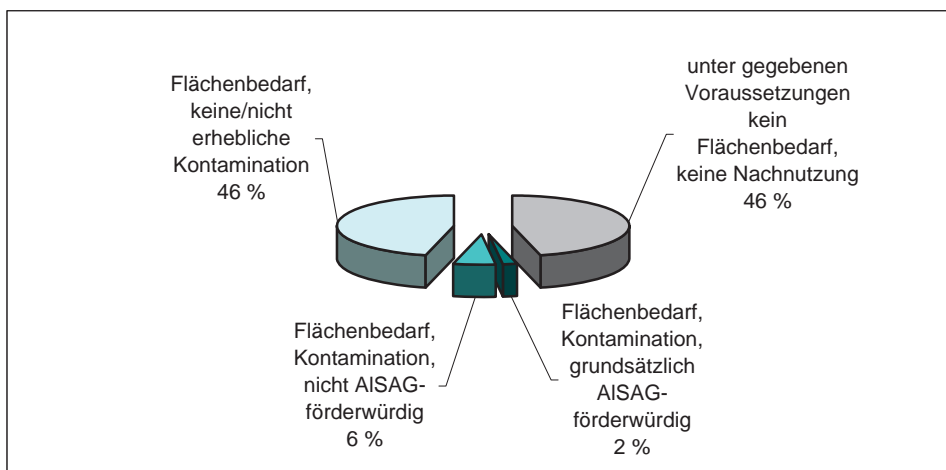 Flächenbedarf,
keine/nicht
erhebliche
Kontamination
46 %
unter gegebenen
Voraussetzungen
kein
Flächenbedarf,
keine Nachnutzung
46 %
Flächenbedarf,
Kontamination,
nicht AlSAG-
förderwürdig
6 %
Flächenbedarf,
Kontamination,
grundsätzlich
AlSAG-
förderwürdig
2 %